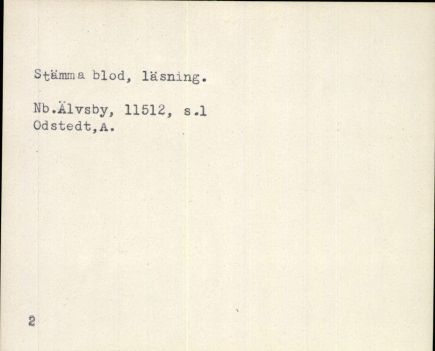 Stämma blod, läsning.
Nb.Älvsby, 11512, s.1
Odstedt,A.
2